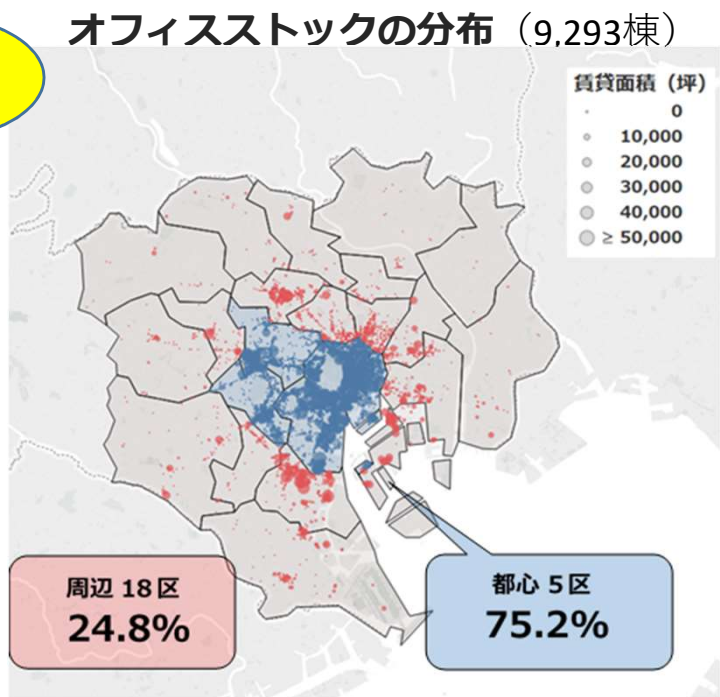 オフィスストックの分布（9,293棟）
賃貸面積（坪）
0
10,000
20,000
30,000
40,000
≥ 50,000
周辺 18区
24.8%
都心 5区
75.2%